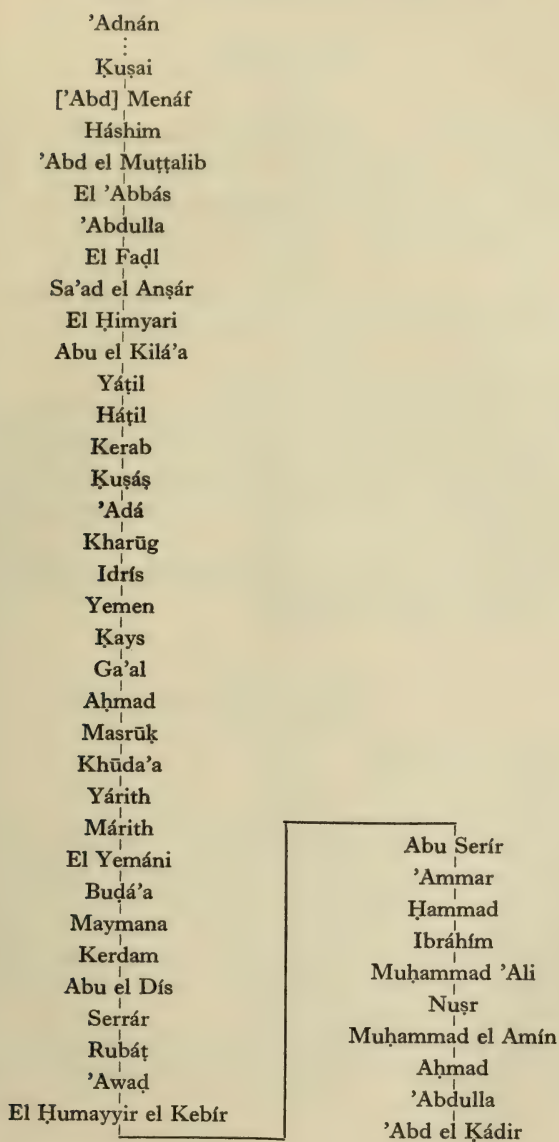 ’Adnán
Ḳuṣai
[’Abd] Menáf
Háshim
’Abd el Muṭṭalib
El ’Abbás
’Abdulla
El Faḍl
Sa’ad el Anṣár
El Ḥimyari
Abu el Kilá’a
Yáṭil
Háṭil
Kerab
Ḳuṣáṣ
’Adá
Kharūg
Idrís
Yemen
Ḳays
Ga’al
Aḥmad
Masrūḳ
Khūda’a
Yárith
Márith
El Yemáni
Buḍá’a
Maymana
Kerdam
Abu el Dís
Serrár
Rubáṭ
’Awaḍ
El Ḥumayyir el Kebír
Abu Serír
’Ammar
Ḥammad
Ibráhím
Muḥammad ’Ali
Nuṣr
Muḥammad el Amín
Aḥmad
’Abdulla
’Abd el Ḳádir